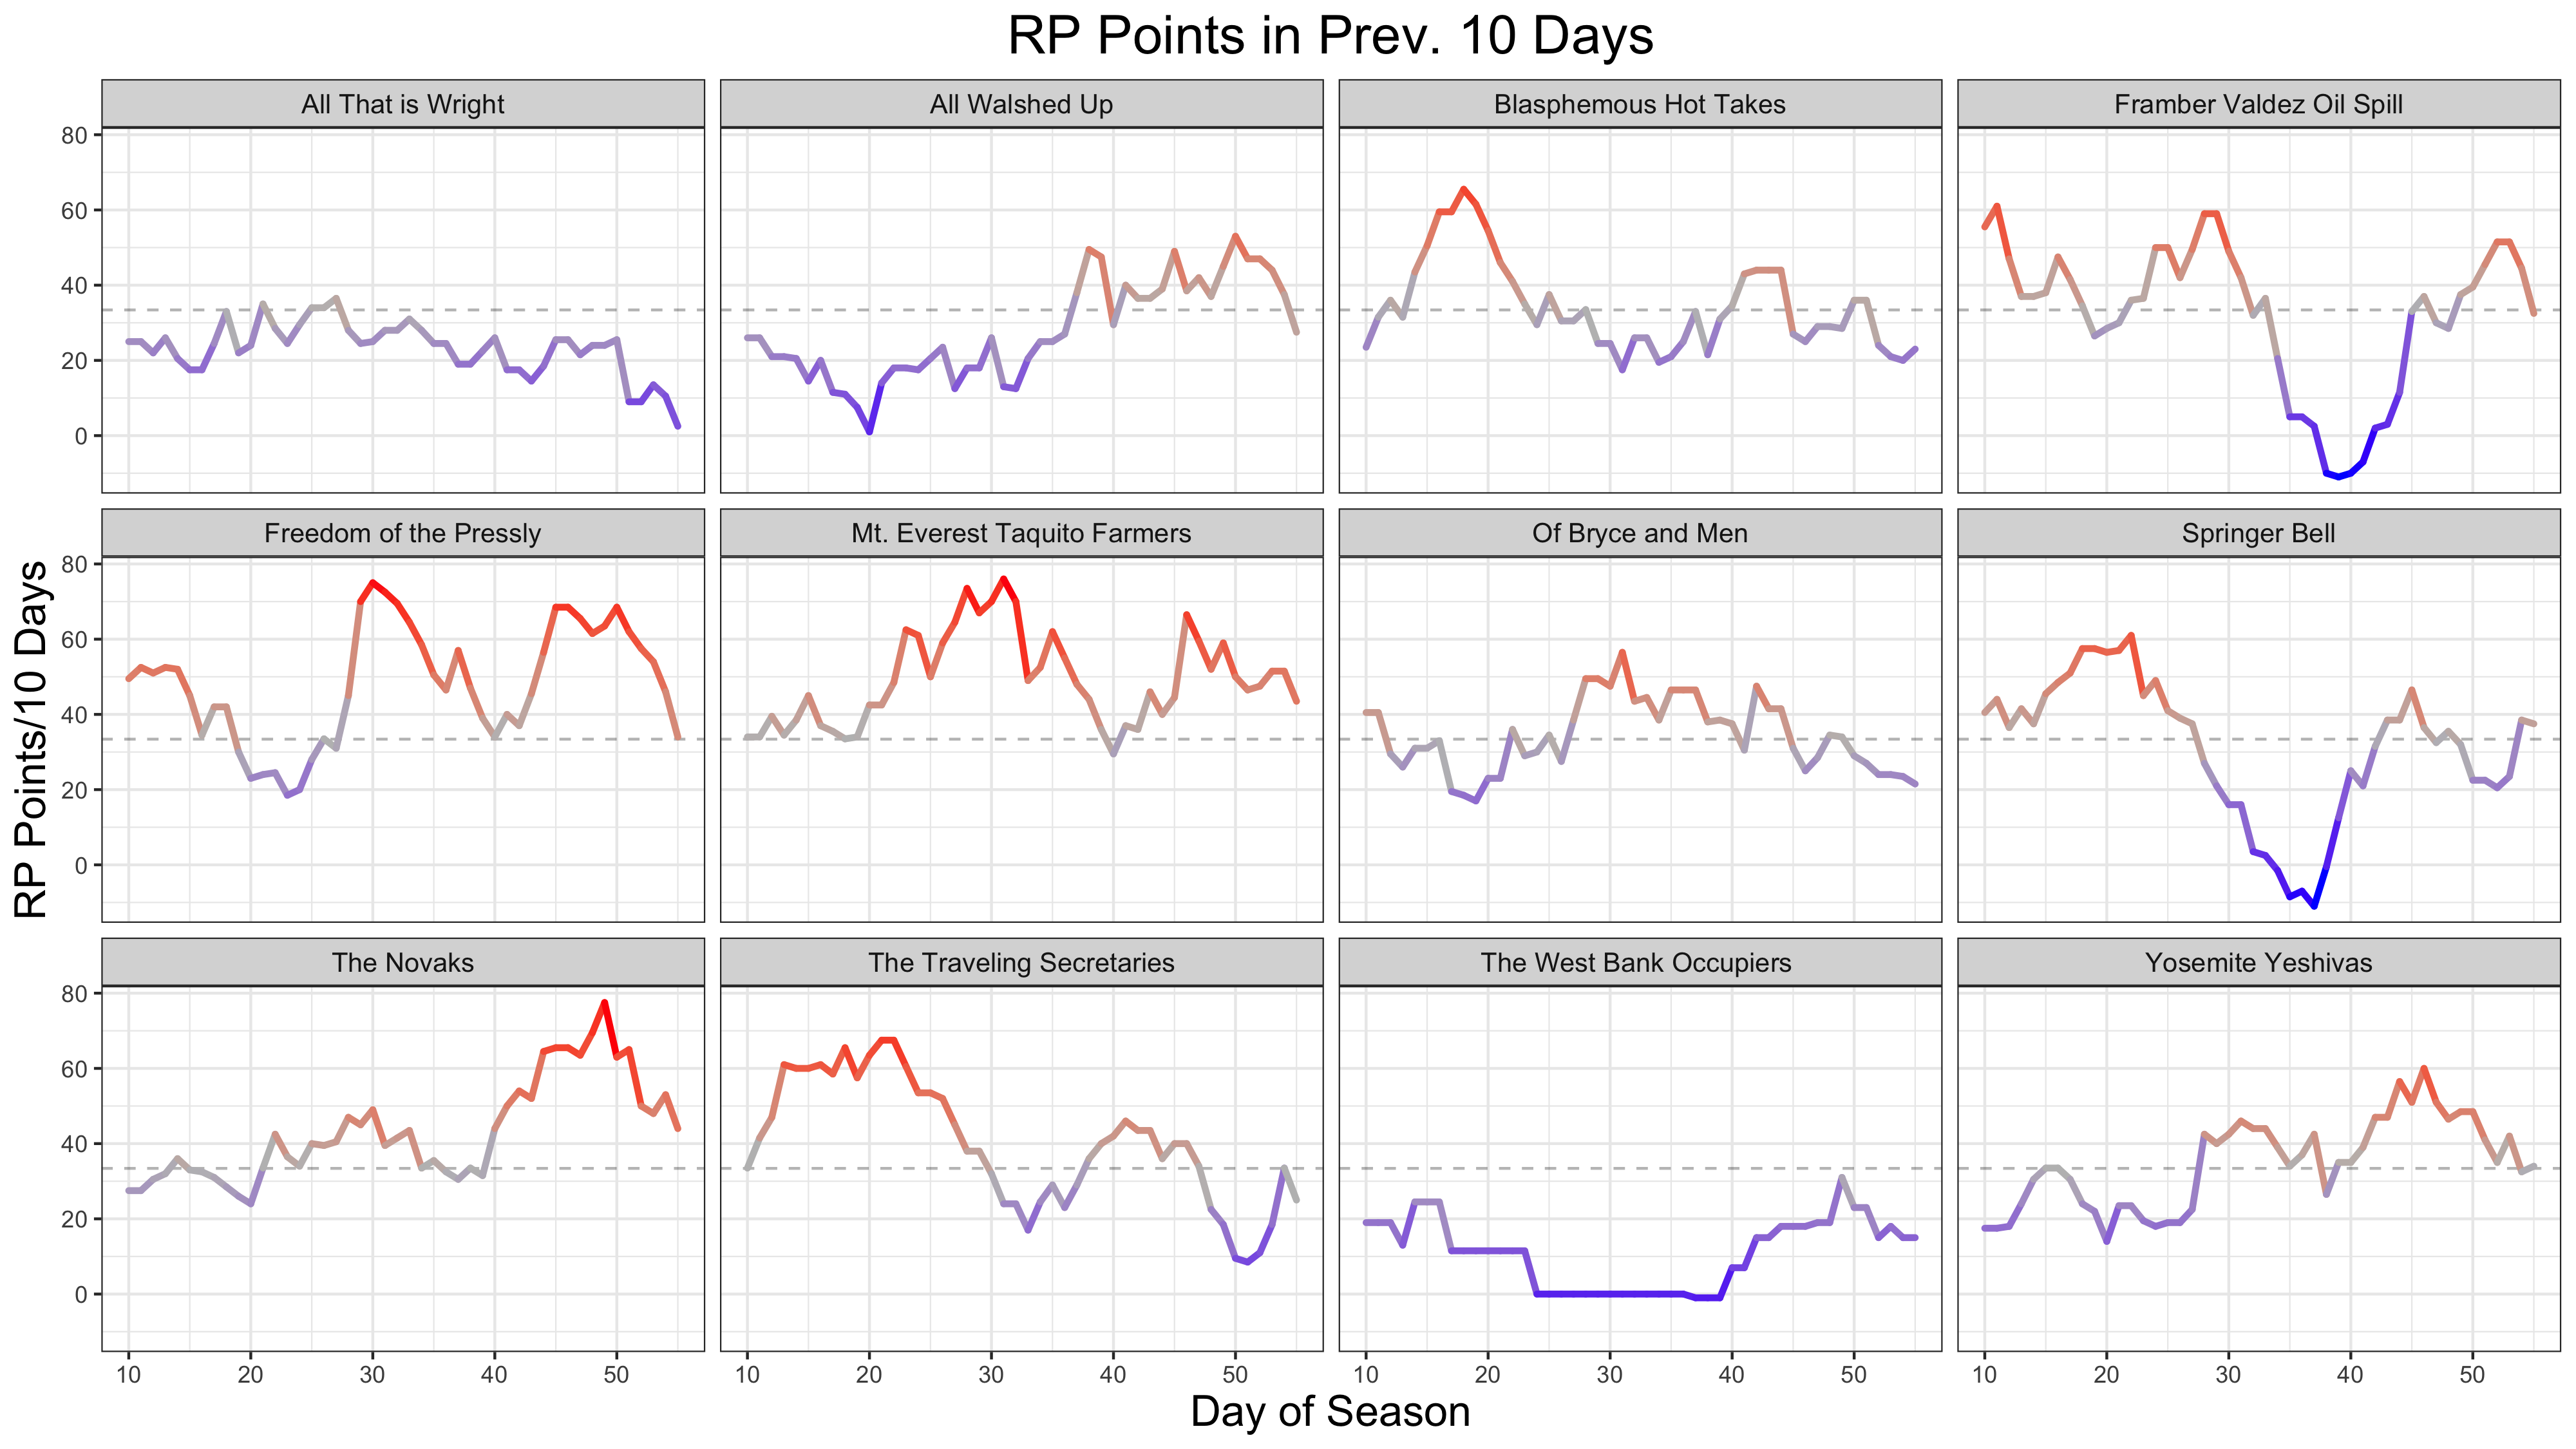 RP Points in Prev. 10 Days
All That is Wright
All Walshed Up
Blasphemous Hot Takes
Framber Valdez Oil Spill
80
60
40
20
0
Freedom of the Pressly
Mt. Everest Taquito Farmers
Of Bryce and Men
Springer Bell
80
60
40
20
0
RP Points/10 Days
The Novaks
The Traveling Secretaries
The West Bank Occupiers
Yosemite Yeshivas
80
60
40
20
0
10 20 30 40 50
10 20 30 40 50
10 20 30 40 50
10 20 30 40 50
Day of Season